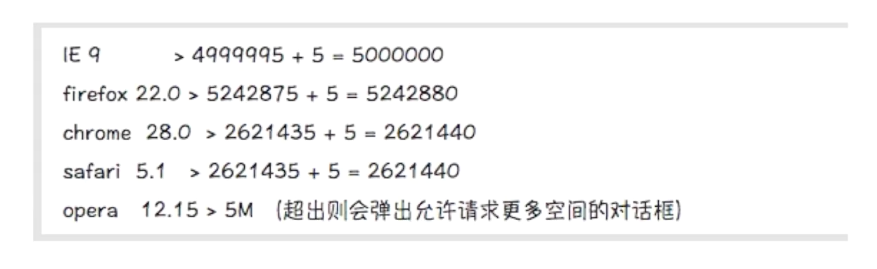 IE 9 > 4999995 + 5 = 5000000
firefox 22.0 > 5242875 + 5 = 5242880
chrome 28.0 > 2621435 + 5 = 2621440
safari 5.1 > 2621435 + 5 = 2621440
opera 12.15 > 5M (超出则会弹出允许请求更多空间的对话框)